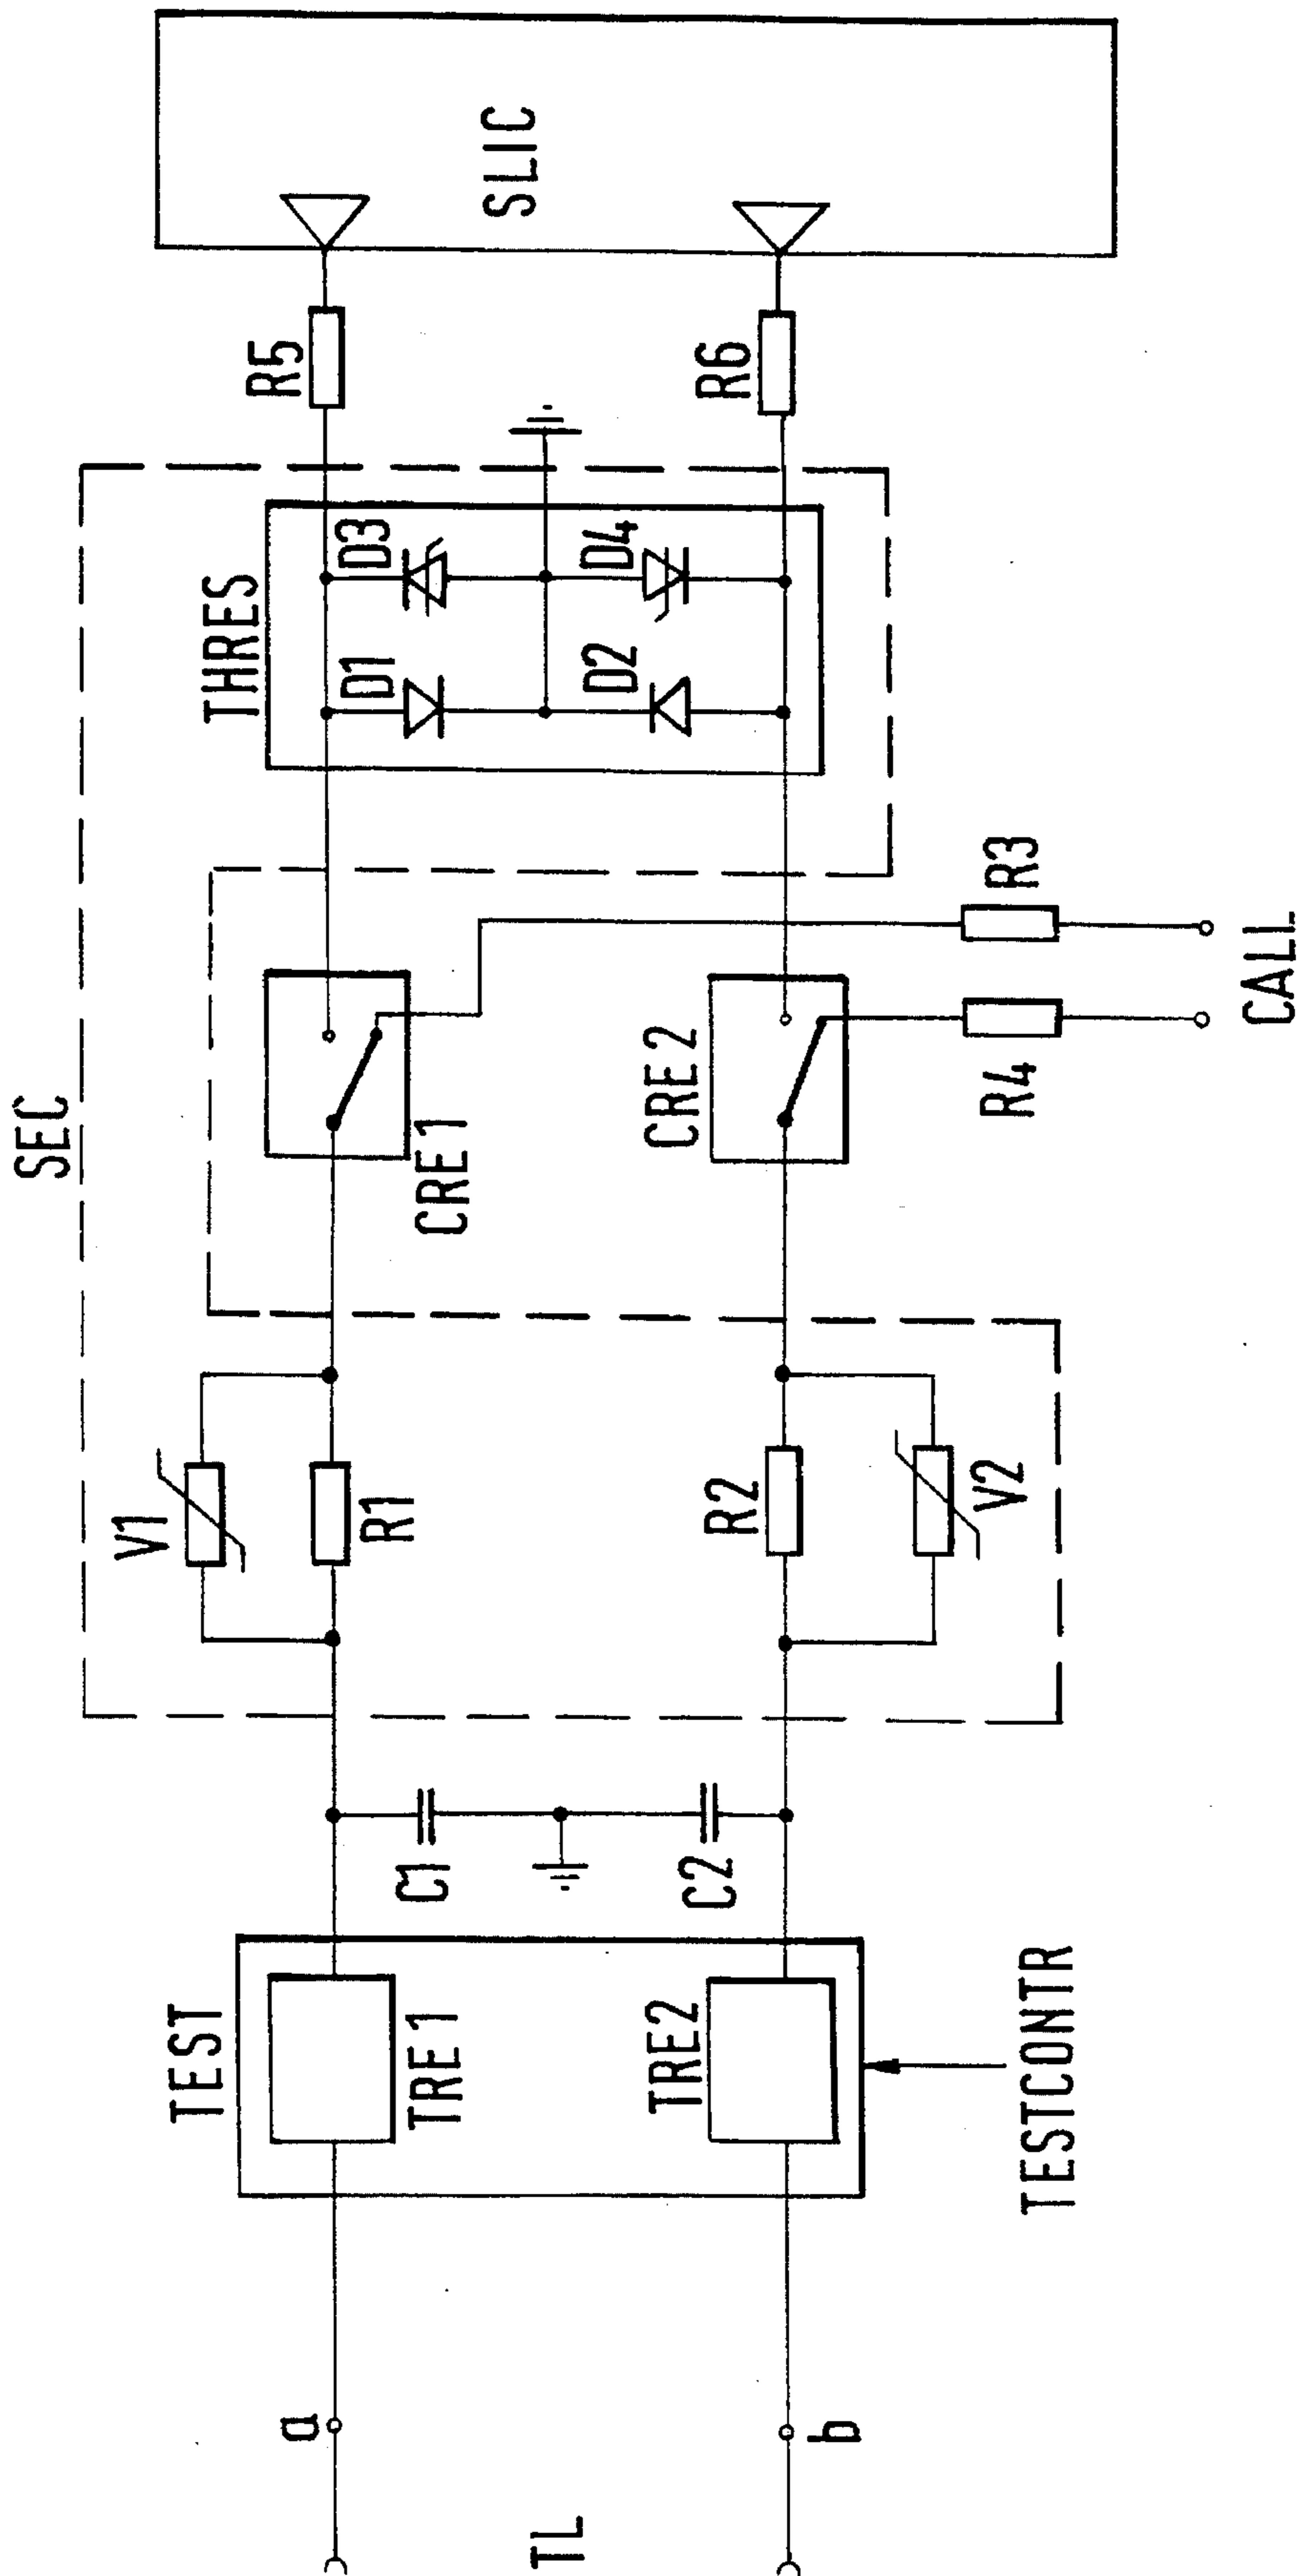 SEC
V1
R1
CRE1
THRES
D1
D3
D2
D4
R5
R6
SLIC
TEST
TRE1
TRE2
C1
C2
a
b
TL
R2
V2
CRE2
R3
R4
CALL
TESTCONTR